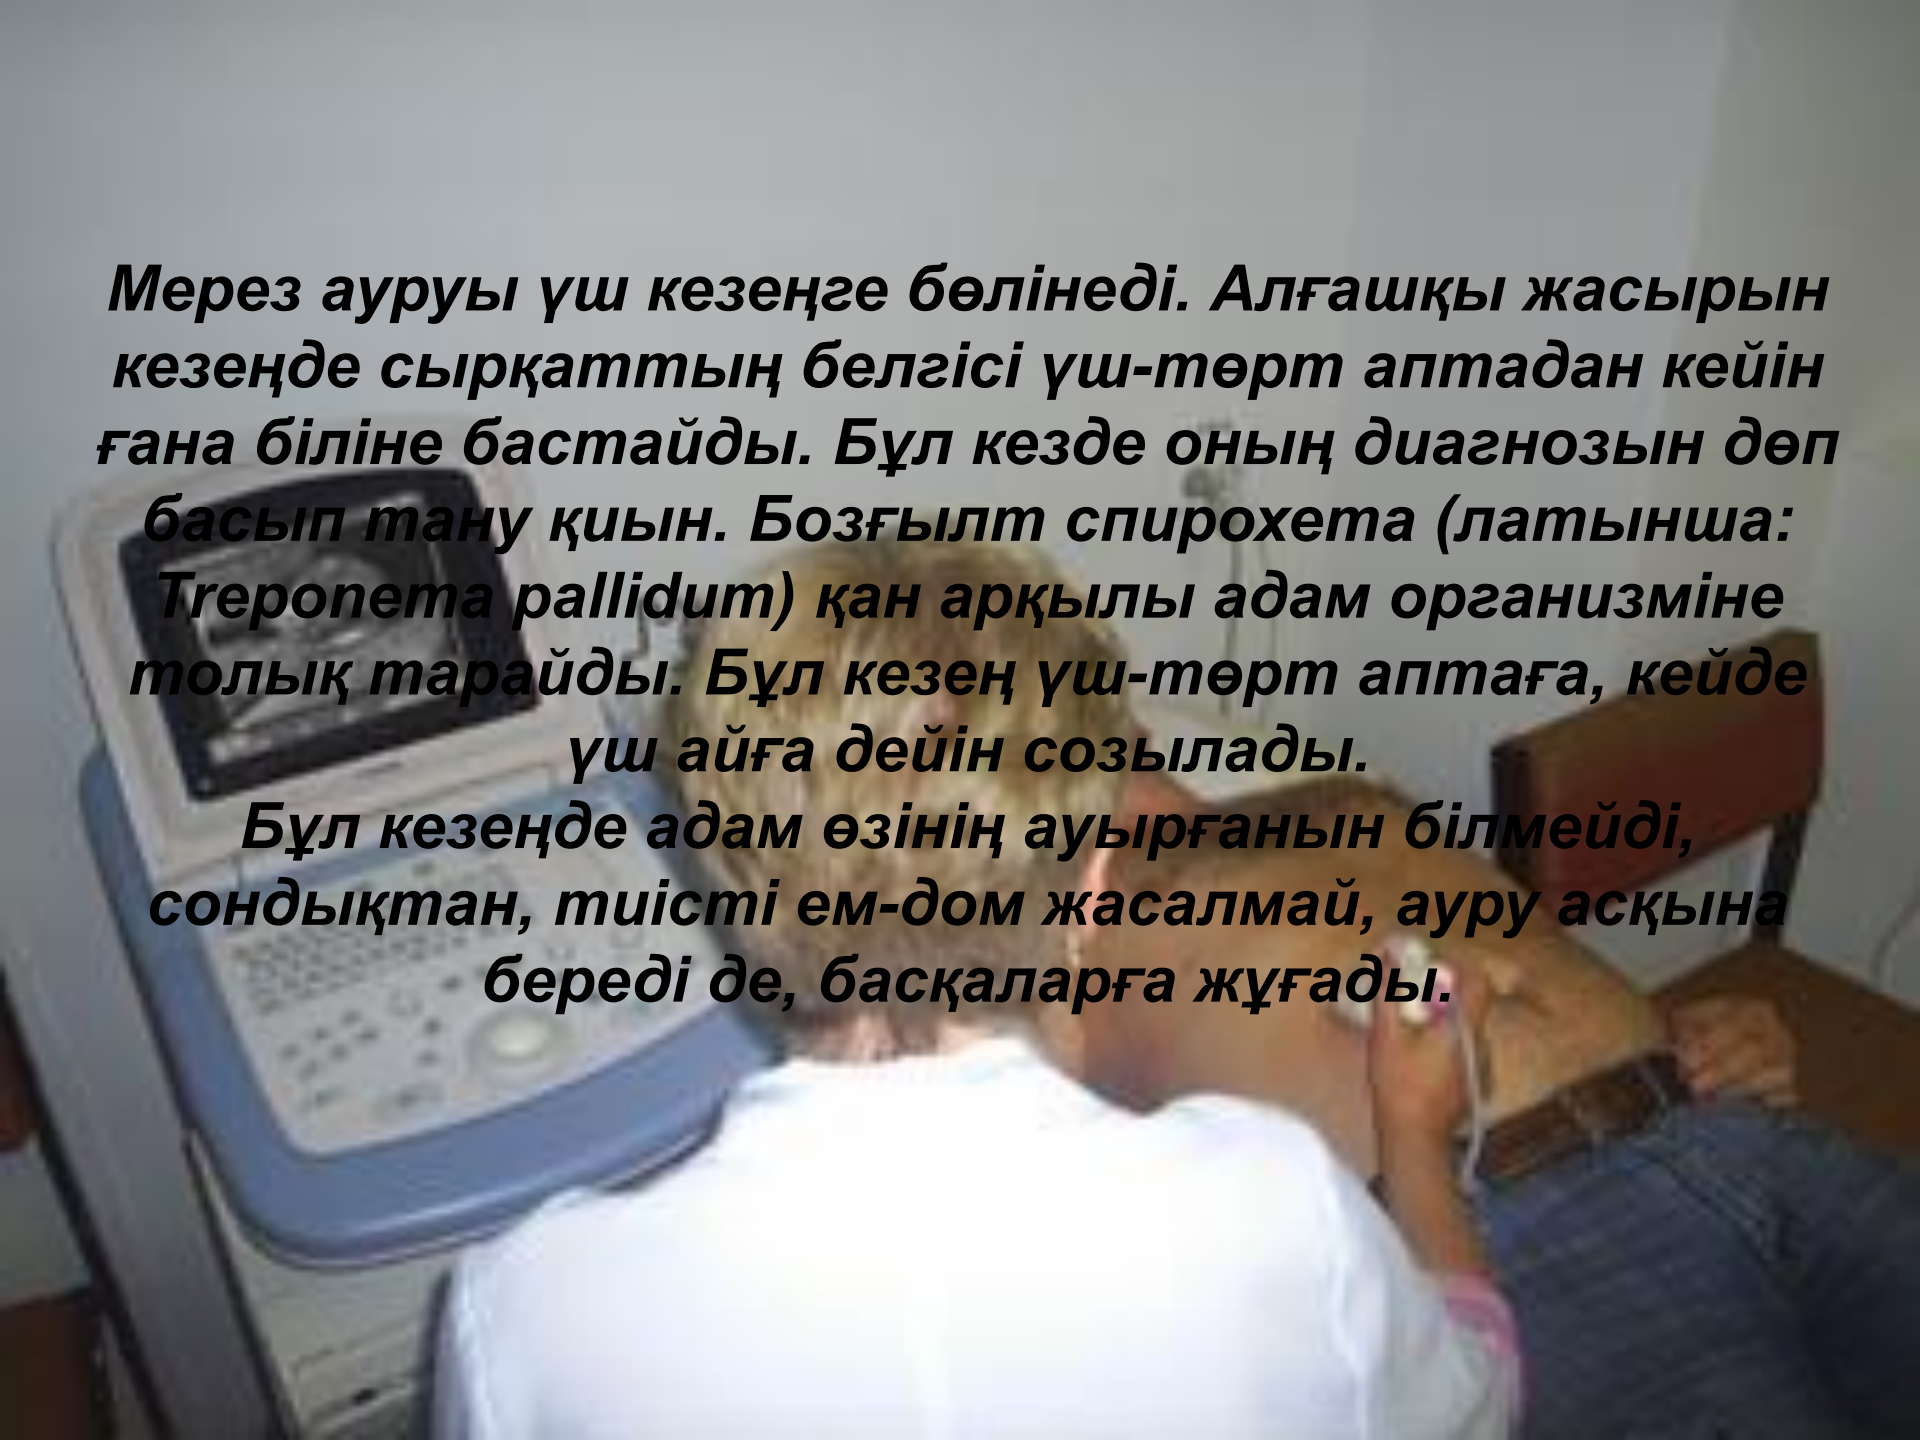 Мерез ауруы үш кезеңге бөлінеді. Алғашқы жасырын
кезеңде сырқаттың белгісі үш-төрт аптадан кейін
ғана біліне бастайды. Бұл кезде оның диагнозын дөп
басып тану қиын. Бозғылт спирохета (латынша:
Treponema pallidum) қан арқылы адам организміне
толық тарайды. Бұл кезең үш-төрт аптаға, кейде
үш айға дейін созылады.
Бұл кезеңде адам өзінің ауырғанын білмейді,
сондықтан, тиісті ем-дом жасалмай, ауру асқына
береді де, басқаларға жұғады.